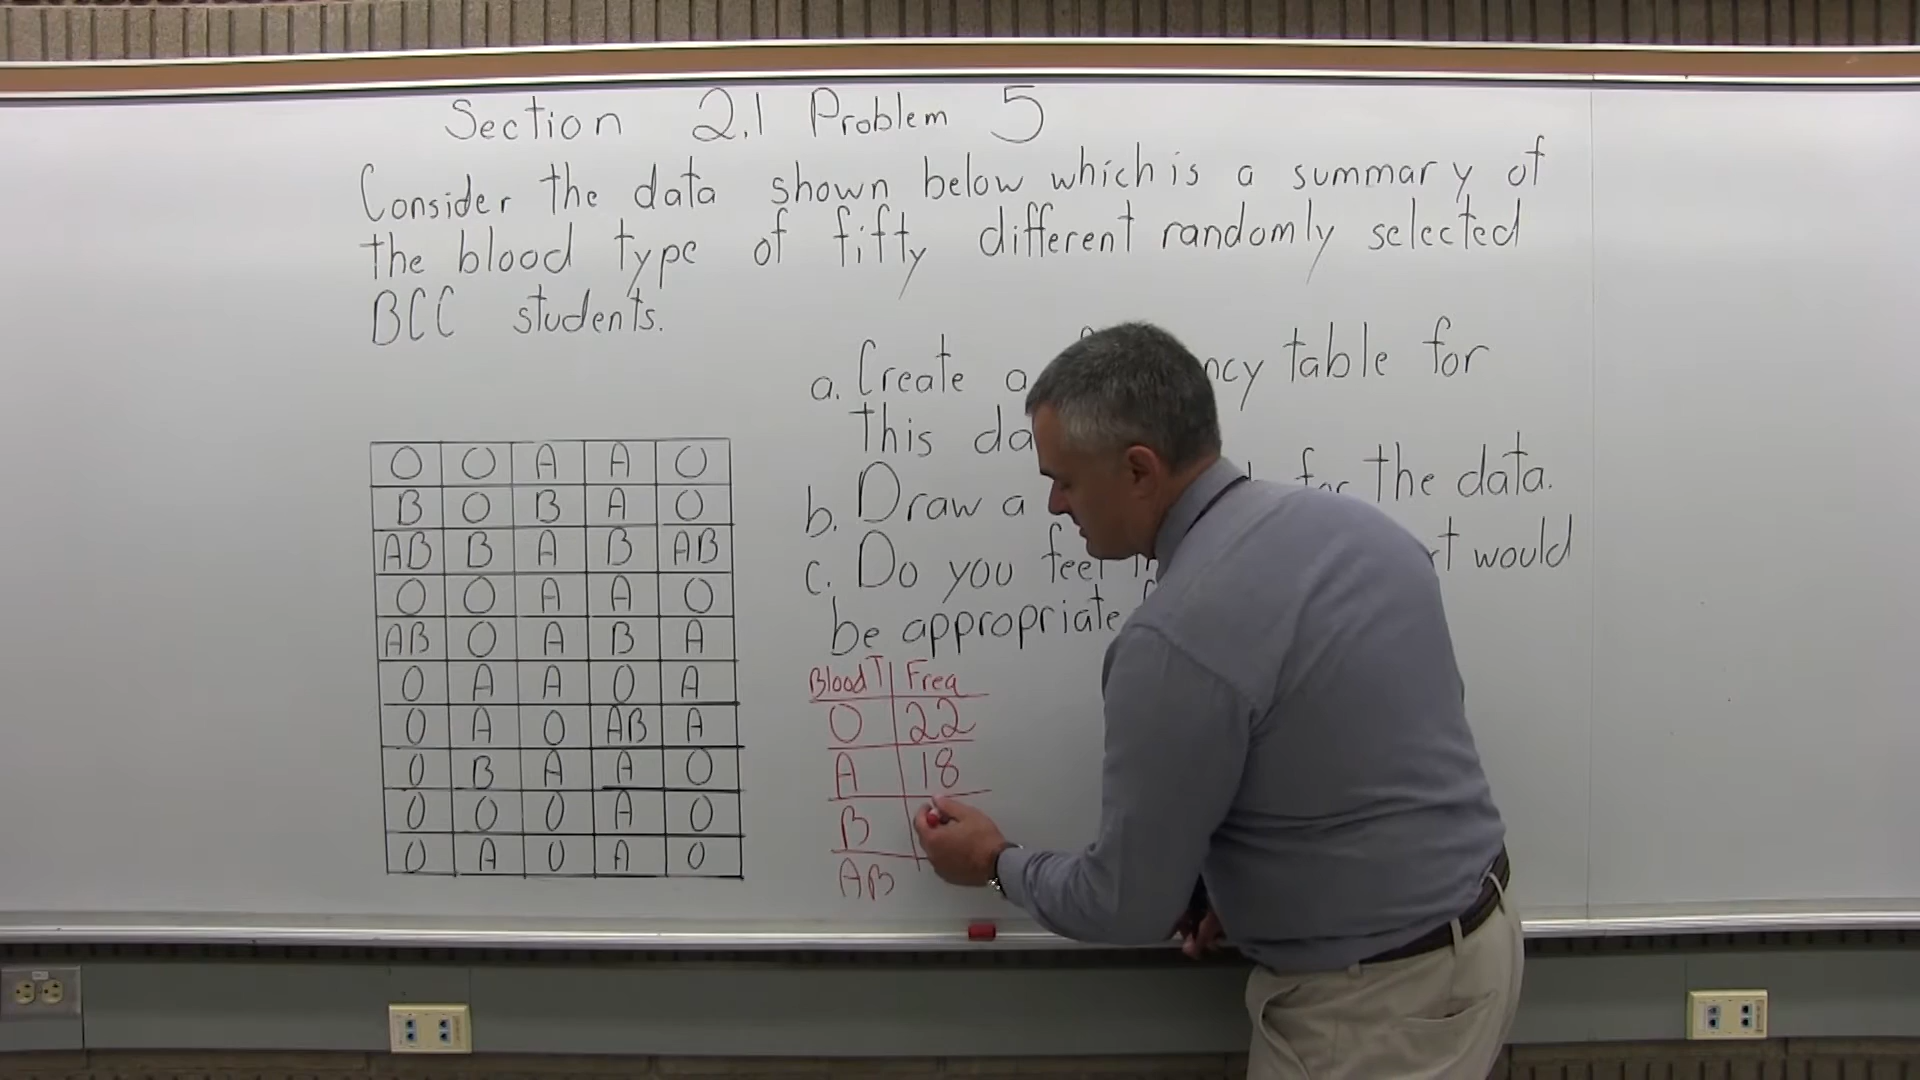 Section 2.1 Problem 5
Consider the data shown below which is a summary of
the blood type of fifty different randomly selected
BCC students.
a. Create a ncy table for
this da
b. Draw a for the data.
c. Do you feel would
be appropriate
O O A A O
B O B A O
AB B A B AB
O O A A O
AB O A B A
O A A O A
O A O AB A
O B A A O
O O O A O
O A O A O
Blood T Freq
O 22
A 18
B
AB